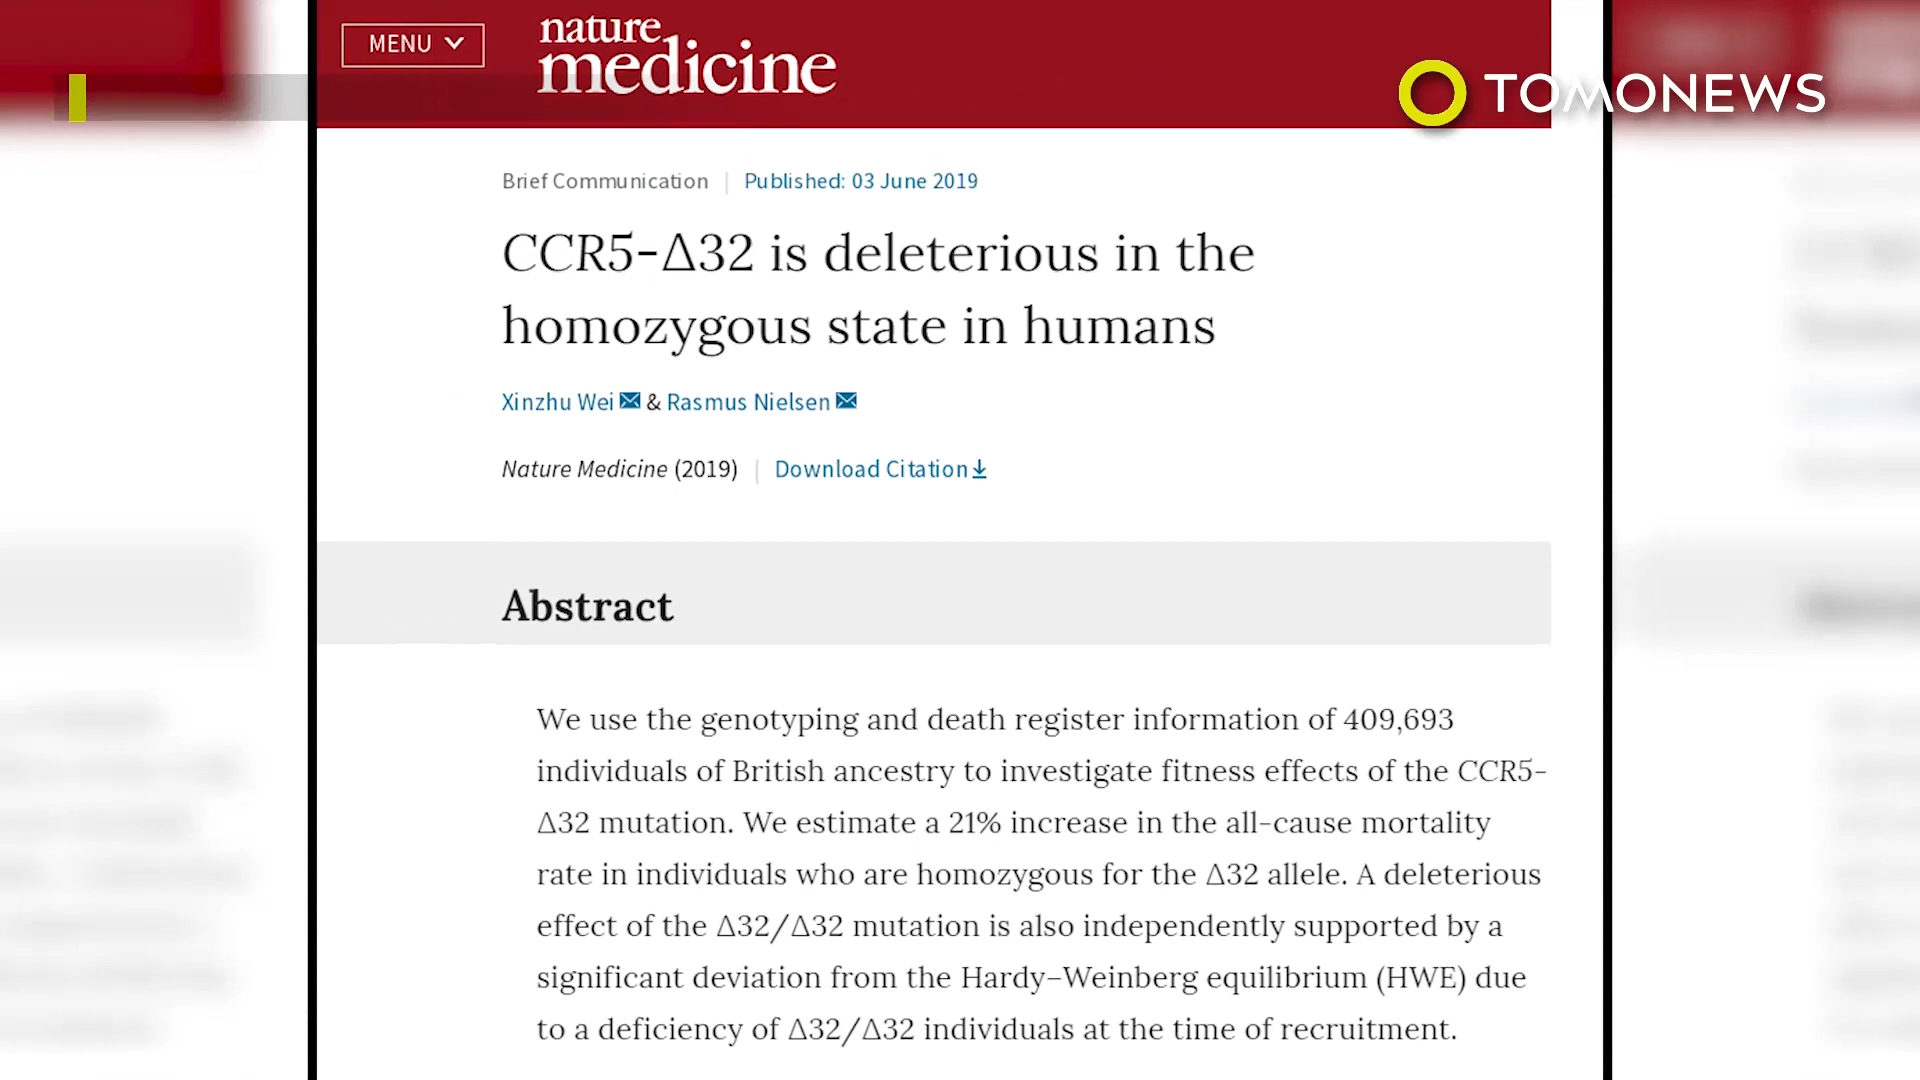 MENU
nature
medicine
TOMONEWS
Brief Communication | Published: 03 June 2019
CCR5-Δ32 is deleterious in the
homozygous state in humans
Xinzhu Wei & Rasmus Nielsen
Nature Medicine (2019) | Download Citation
Abstract
We use the genotyping and death register information of 409,693
individuals of British ancestry to investigate fitness effects of the CCR5-
Δ32 mutation. We estimate a 21% increase in the all-cause mortality
rate in individuals who are homozygous for the Δ32 allele. A deleterious
effect of the Δ32/Δ32 mutation is also independently supported by a
significant deviation from the Hardy–Weinberg equilibrium (HWE) due
to a deficiency of Δ32/Δ32 individuals at the time of recruitment.